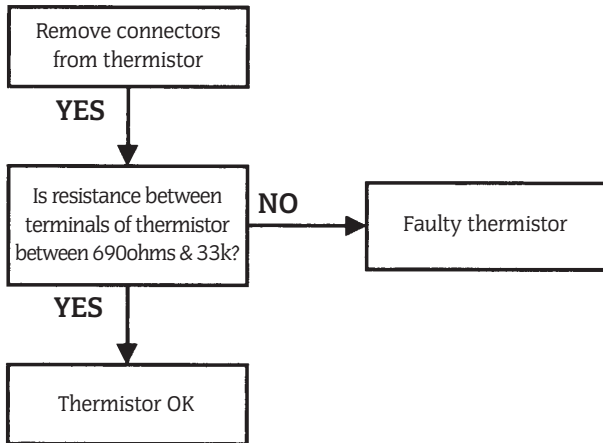 Remove connectors
from thermistor
YES
Is resistance between
terminals of thermistor
between 690ohms & 33k?
NO
Faulty thermistor
YES
Thermistor OK